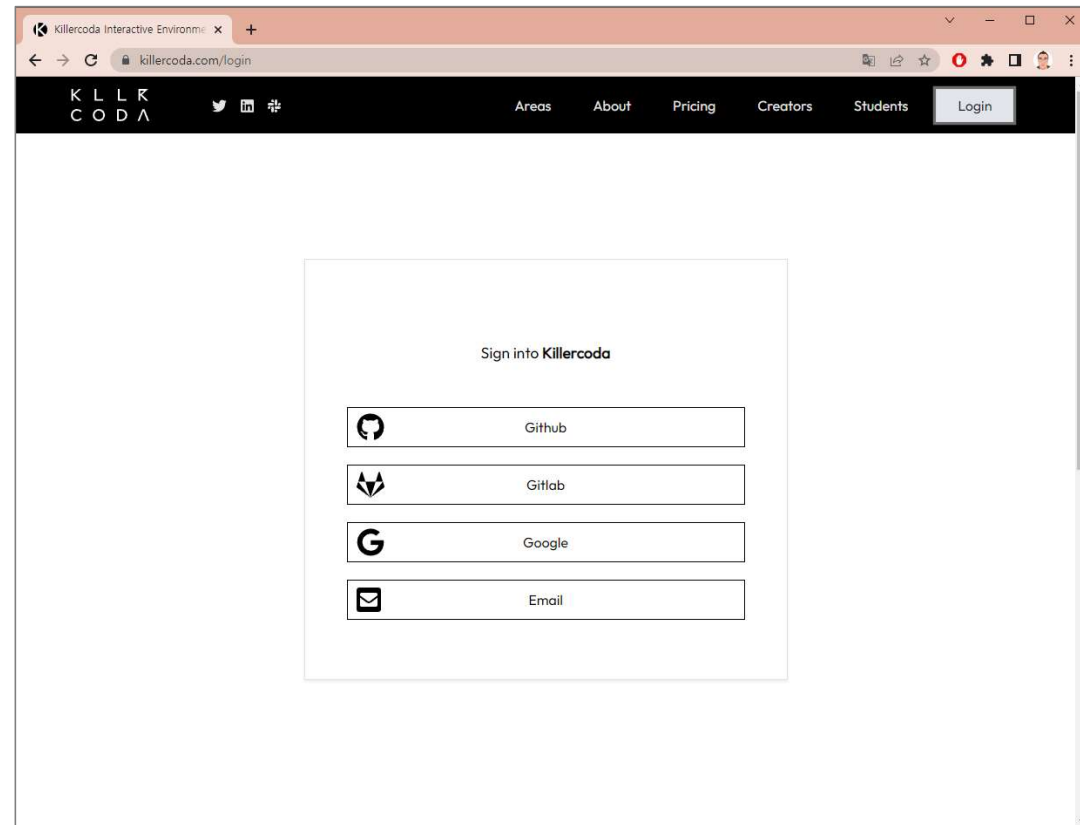 Killercoda Interactive Environme
killercoda.com/login
K L L R
C O D A
Areas About Pricing Creators Students Login
Sign into Killercoda
Github
Gitlab
Google
Email